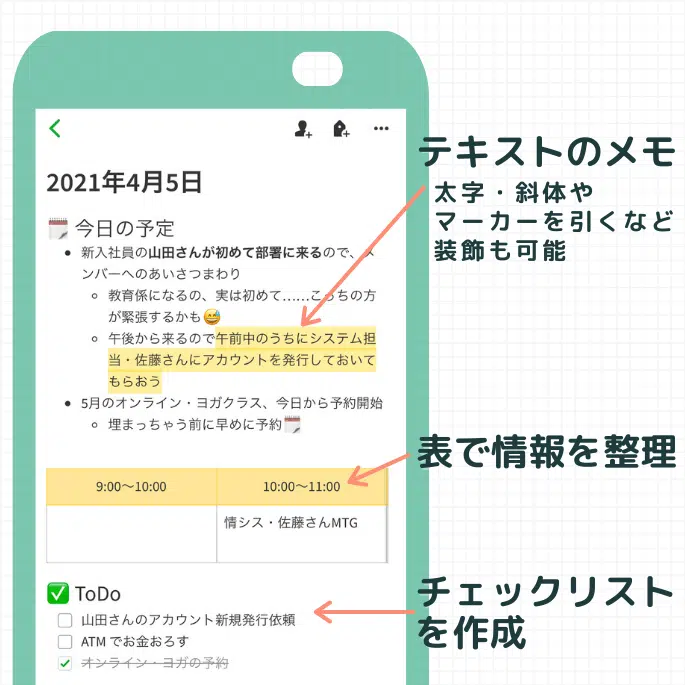 2021年4月5日
今日の予定
新入社員の山田さんが初めて部署に来るので、メ
ンバーへのあいさつまわり
教育係になるの、実は初めて……こっちの方
が緊張するかも
午後から来るので午前中のうちにシステム担
当・佐藤さんにアカウントを発行しておいて
もらおう
5月のオンライン・ヨガクラス、今日から予約開始
埋まっちゃう前に早めに予約
9:00〜10:00
10:00〜11:00
情シス・佐藤さんMTG
ToDo
山田さんのアカウント新規発行依頼
ATM でお金おろす
オンライン・ヨガの予約
テキストのメモ
太字・斜体や
マーカーを引くなど
装飾も可能
表で情報を整理
チェックリスト
を作成